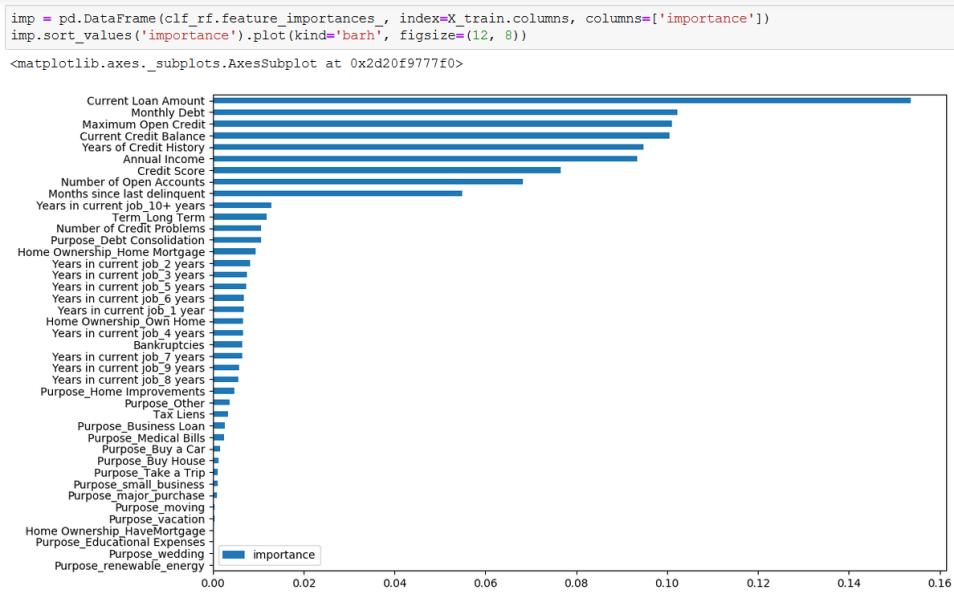 imp = pd.DataFrame(clf_rf.feature_importances_, index=X_train.columns, columns=['importance'])
imp.sort_values('importance').plot(kind='barh', figsize=(12, 8))
<matplotlib.axes._subplots.AxesSubplot at 0x2d20f9777f0>
Current Loan Amount
Monthly Debt
Maximum Open Credit
Current Credit Balance
Years of Credit History
Annual Income
Credit Score
Number of Open Accounts
Months since last delinquent
Years in current job_10+ years
Term_Long Term
Number of Credit Problems
Purpose_Debt Consolidation
Home Ownership_Home Mortgage
Years in current job_2 years
Years in current job_3 years
Years in current job_5 years
Years in current job_6 years
Years in current job_1 year
Home Ownership_Own Home
Years in current job_4 years
Bankruptcies
Years in current job_7 years
Years in current job_9 years
Years in current job_8 years
Purpose_Home Improvements
Purpose_Other
Tax Liens
Purpose_Business Loan
Purpose_Medical Bills
Purpose_Buy a Car
Purpose_Buy House
Purpose_Take a Trip
Purpose_small_business
Purpose_major_purchase
Purpose_moving
Purpose_vacation
Home Ownership_HaveMortgage
Purpose_Educational Expenses
Purpose_wedding
Purpose_renewable_energy
importance
0.00 0.02 0.04 0.06 0.08 0.10 0.12 0.14 0.16